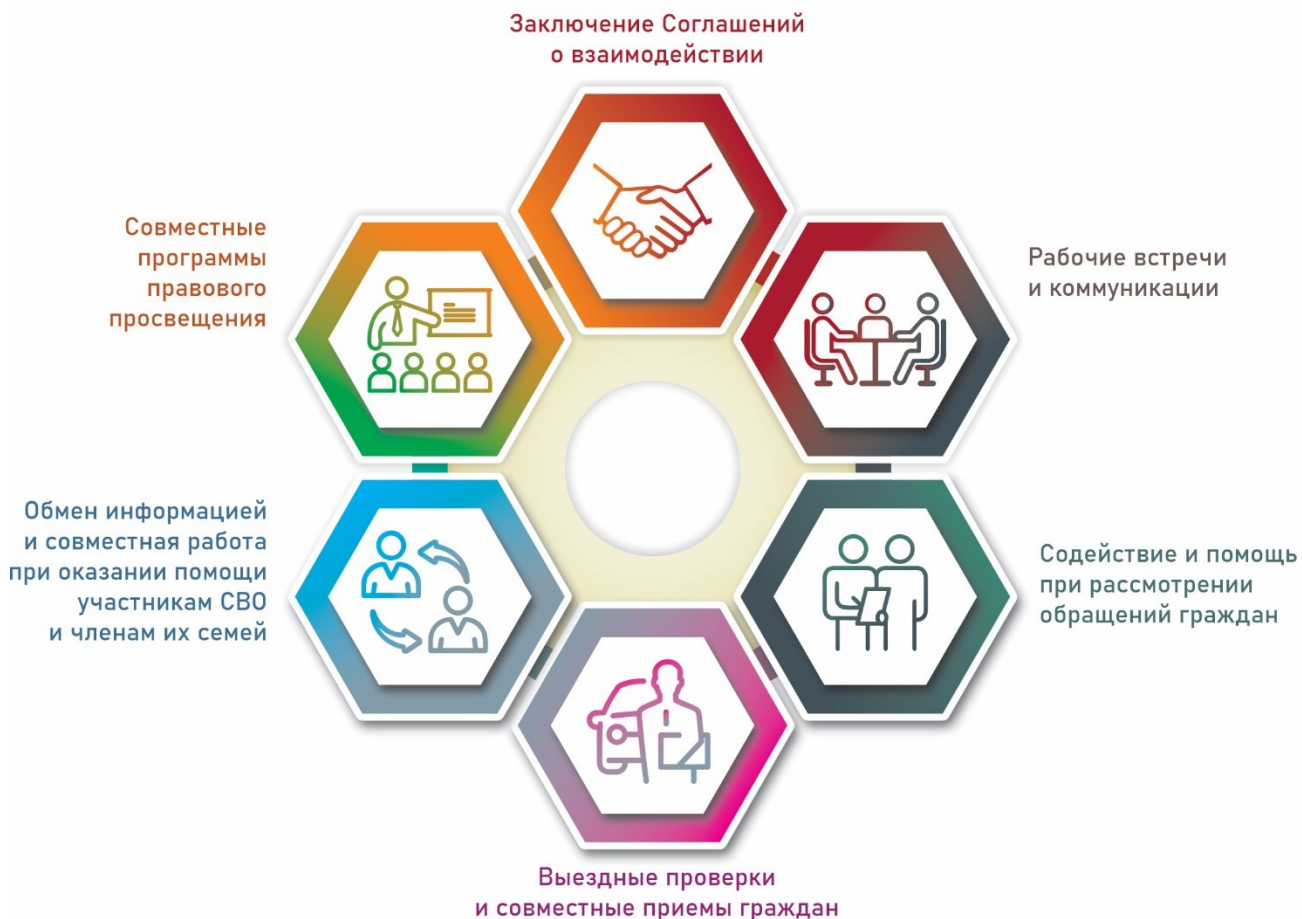 Заключение Соглашений
о взаимодействии
Рабочие встречи
и коммуникации
Содействие и помощь
при рассмотрении
обращений граждан
Выездные проверки
и совместные приемы граждан
Обмен информацией
и совместная работа
при оказании помощи
участникам СВО
и членам их семей
Совместные
программы
правового
просвещения